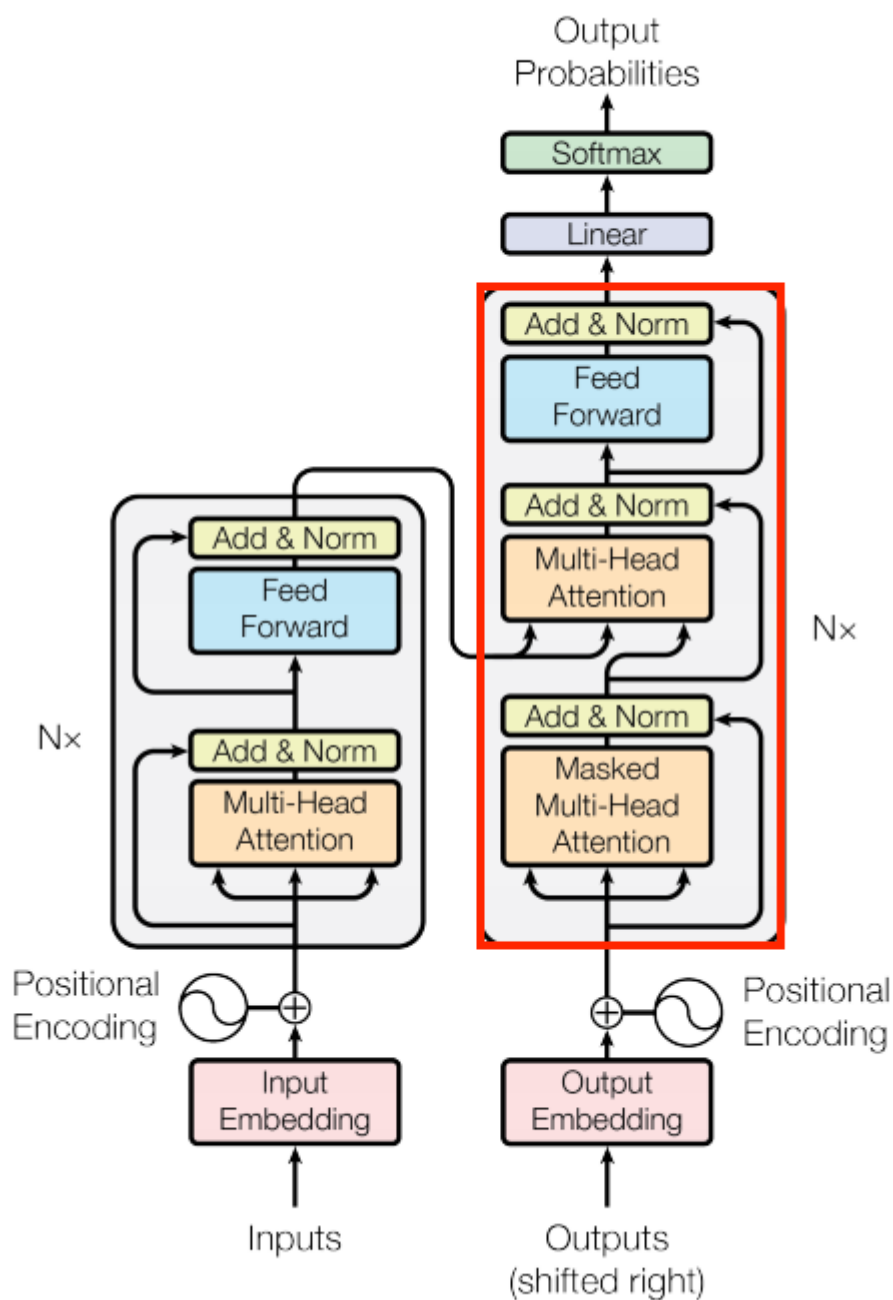 Output
Probabilities
Softmax
Linear
Add & Norm
Feed
Forward
Add & Norm
Multi-Head
Attention
Add & Norm
Masked
Multi-Head
Attention
Nx
Positional
Encoding
Output
Embedding
Outputs
(shifted right)
Add & Norm
Feed
Forward
Add & Norm
Multi-Head
Attention
Nx
Positional
Encoding
Input
Embedding
Inputs